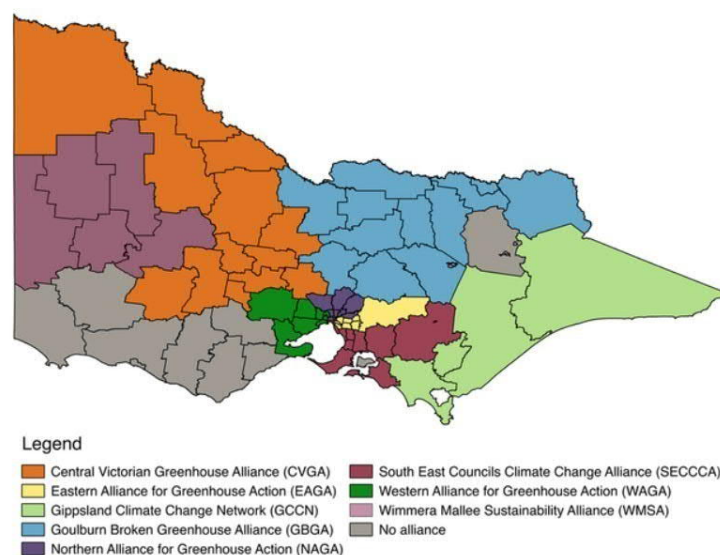 Legend
Central Victorian Greenhouse Alliance (CVGA)
Eastern Alliance for Greenhouse Action (EAGA)
Gippsland Climate Change Network (GCCN)
Goulburn Broken Greenhouse Alliance (GBGA)
Northern Alliance for Greenhouse Action (NAGA)
South East Councils Climate Change Alliance (SECCCA)
Western Alliance for Greenhouse Action (WAGA)
Wimmera Mallee Sustainability Alliance (WMSA)
No alliance